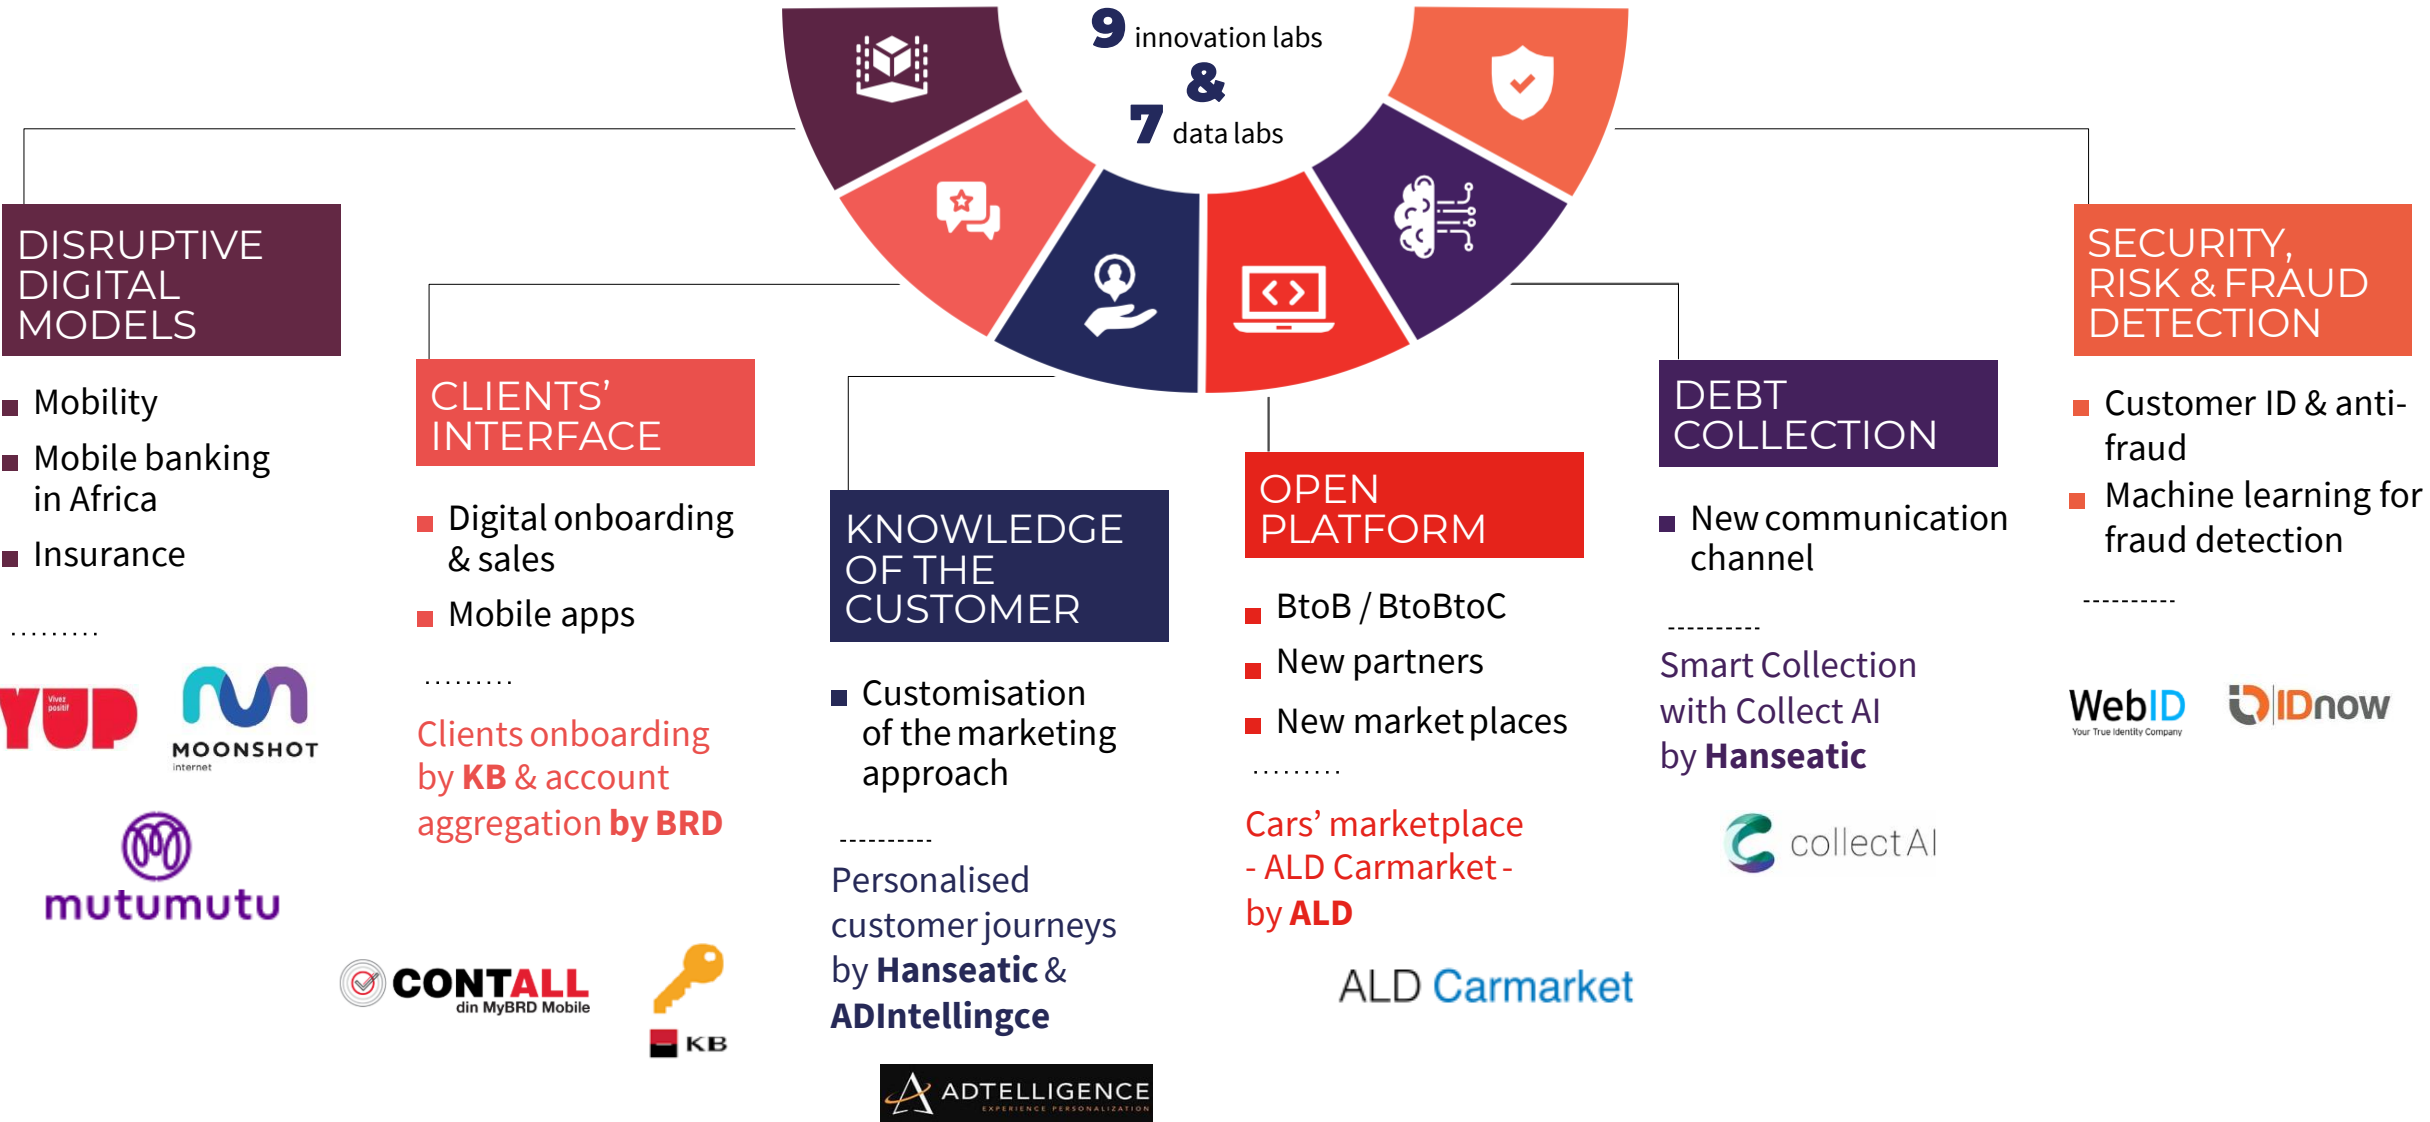 9 innovation labs
&
7 data labs
DISRUPTIVE
DIGITAL
MODELS
Mobility
Mobile banking
in Africa
Insurance
.........
YUP
Vivez
positif
MOONSHOT
internet
mutumutu
CLIENTS’
INTERFACE
Digital onboarding
& sales
Mobile apps
.........
Clients onboarding
by KB & account
aggregation by BRD
CONTALL
din MyBRD Mobile
KB
KNOWLEDGE
OF THE
CUSTOMER
Customisation
of the marketing
approach
----------
Personalised
customer journeys
by Hanseatic &
ADIntellingce
ADTELLIGENCE
EXPERIENCE PERSONALIZATION
OPEN
PLATFORM
BtoB / BtoBtoC
New partners
New market places
.........
Cars’ marketplace
- ALD Carmarket -
by ALD
ALD Carmarket
DEBT
COLLECTION
New communication
channel
----------
Smart Collection
with Collect AI
by Hanseatic
collectAI
SECURITY,
RISK & FRAUD
DETECTION
Customer ID & anti-
fraud
Machine learning for
fraud detection
----------
WebID
Your True Identity Company
IDnow